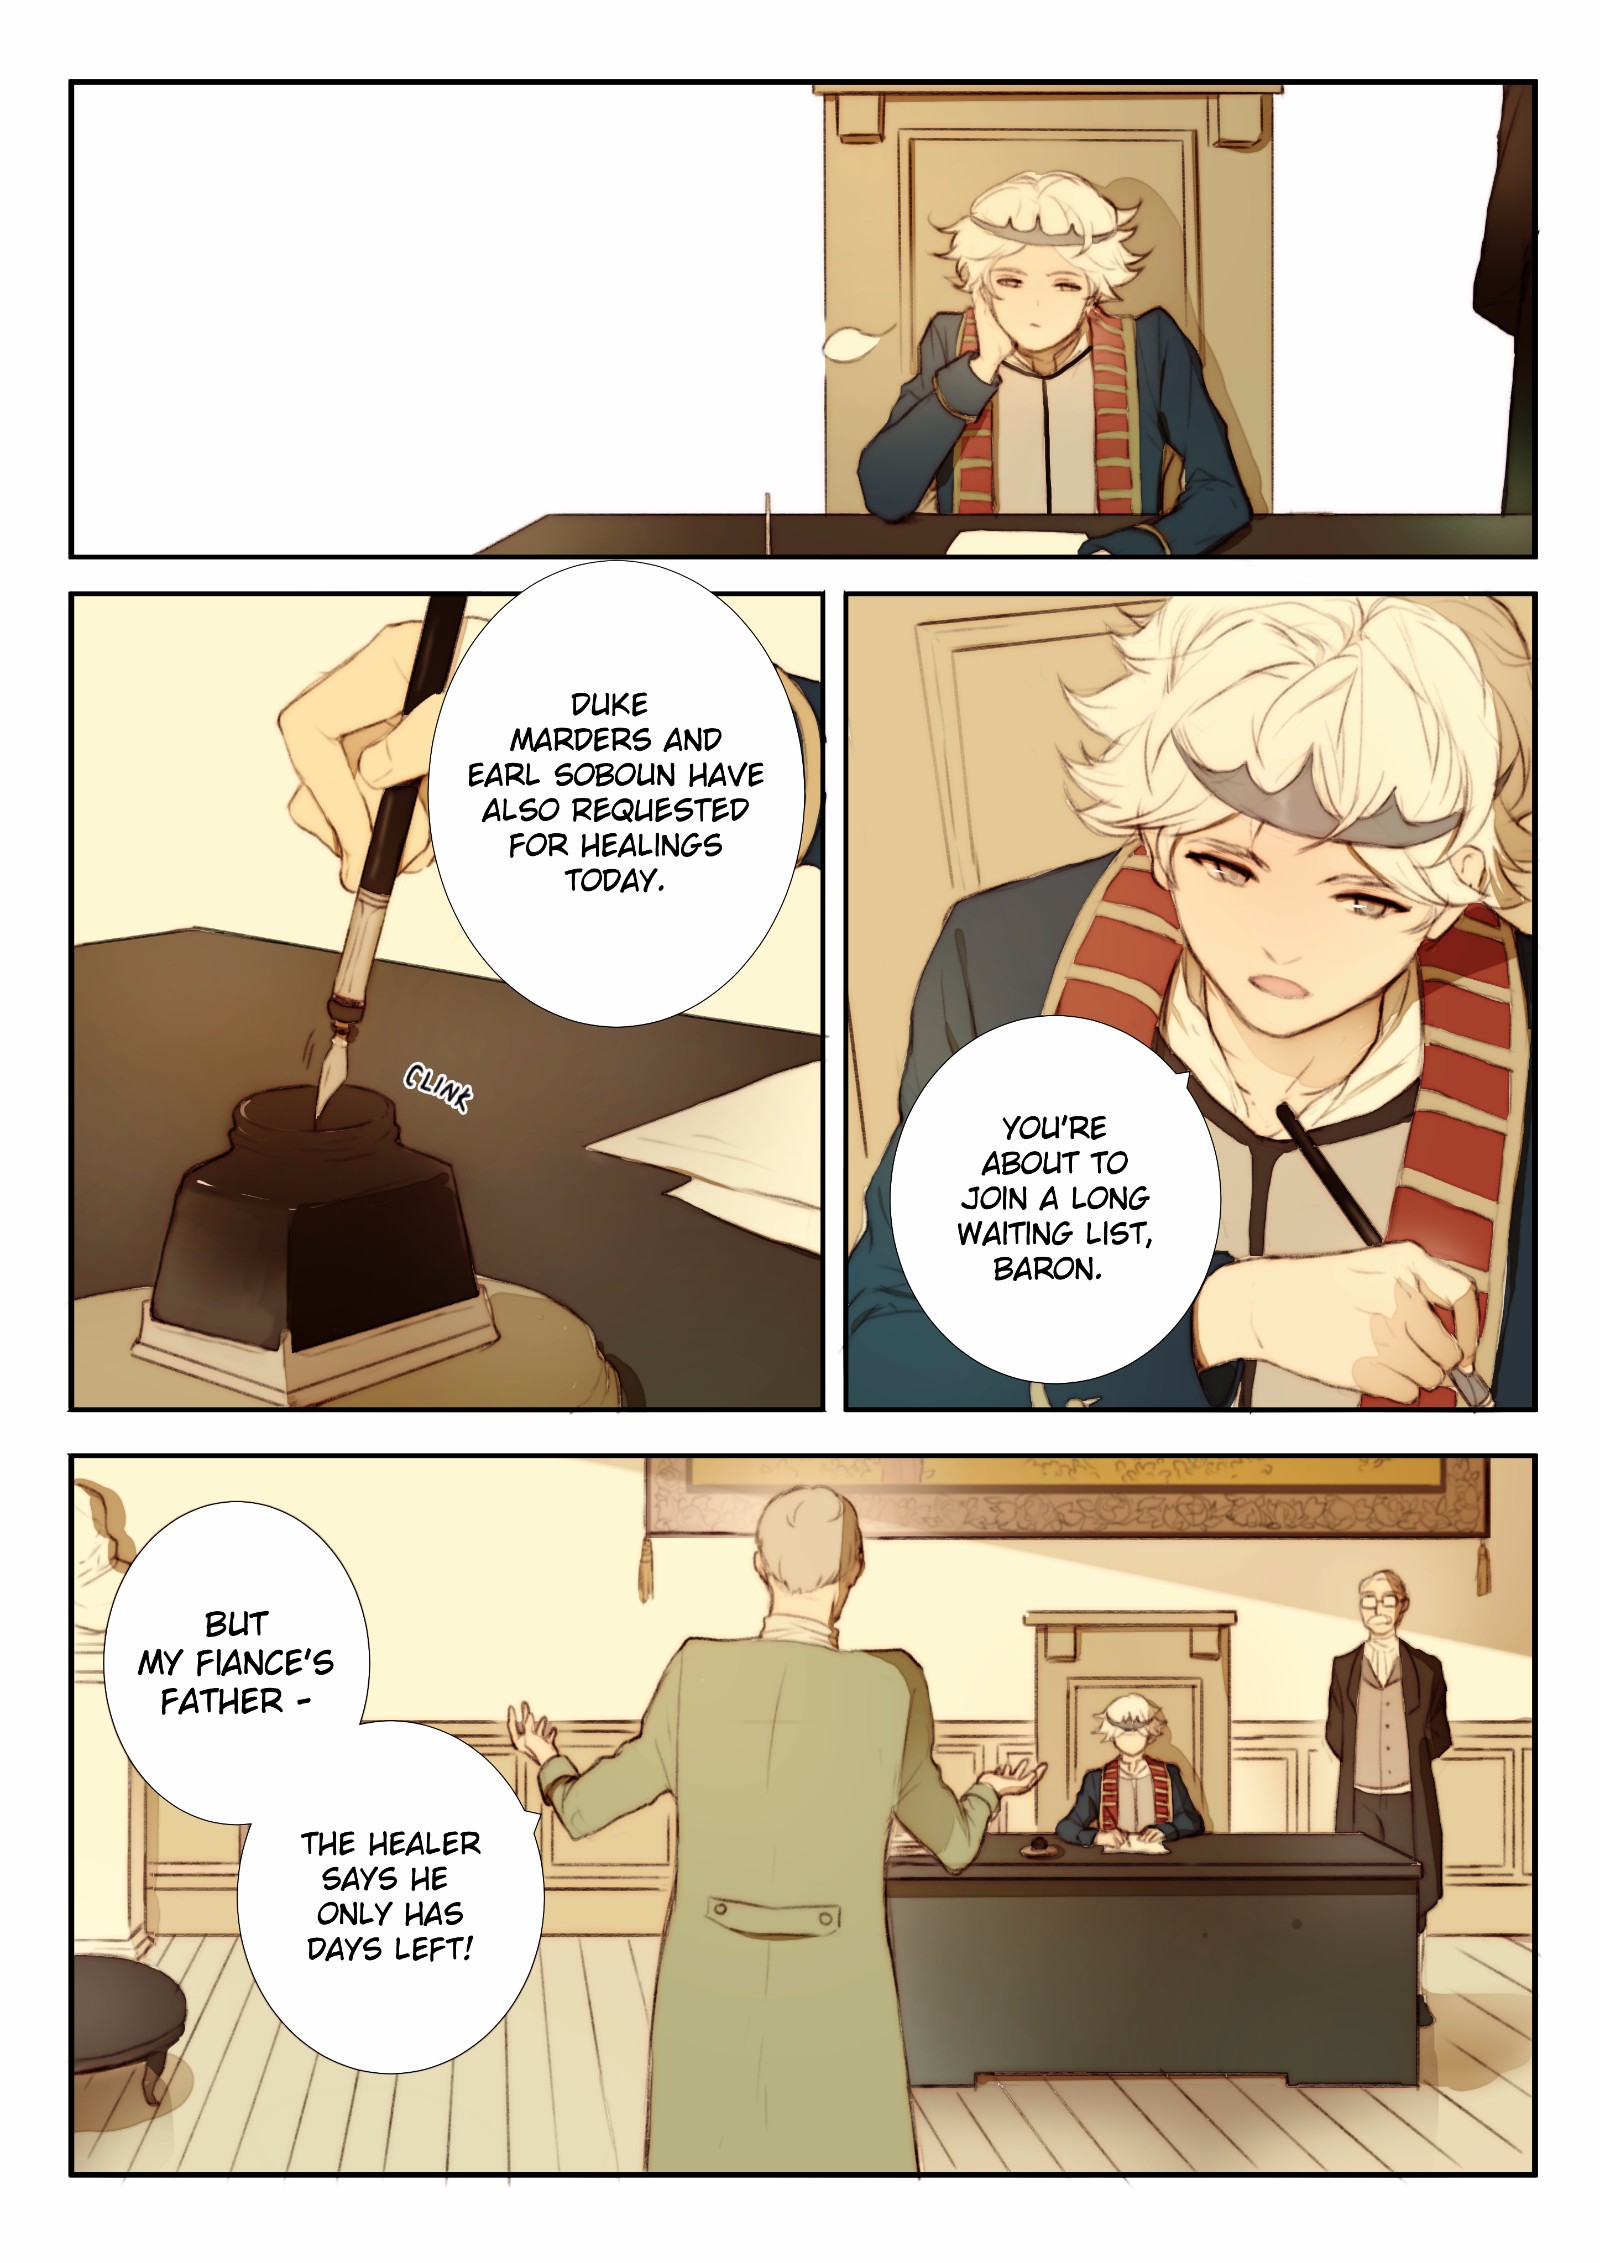 DUKE
MARDERS AND
EARL SOBOUN HAVE
ALSO REQUESTED
FOR HEALINGS
TODAY.
CLINK
YOU'RE
ABOUT TO
JOIN A LONG
WAITING LIST,
BARON.
BUT
MY FIANCE'S
FATHER -
THE HEALER
SAYS HE
ONLY HAS
DAYS LEFT!